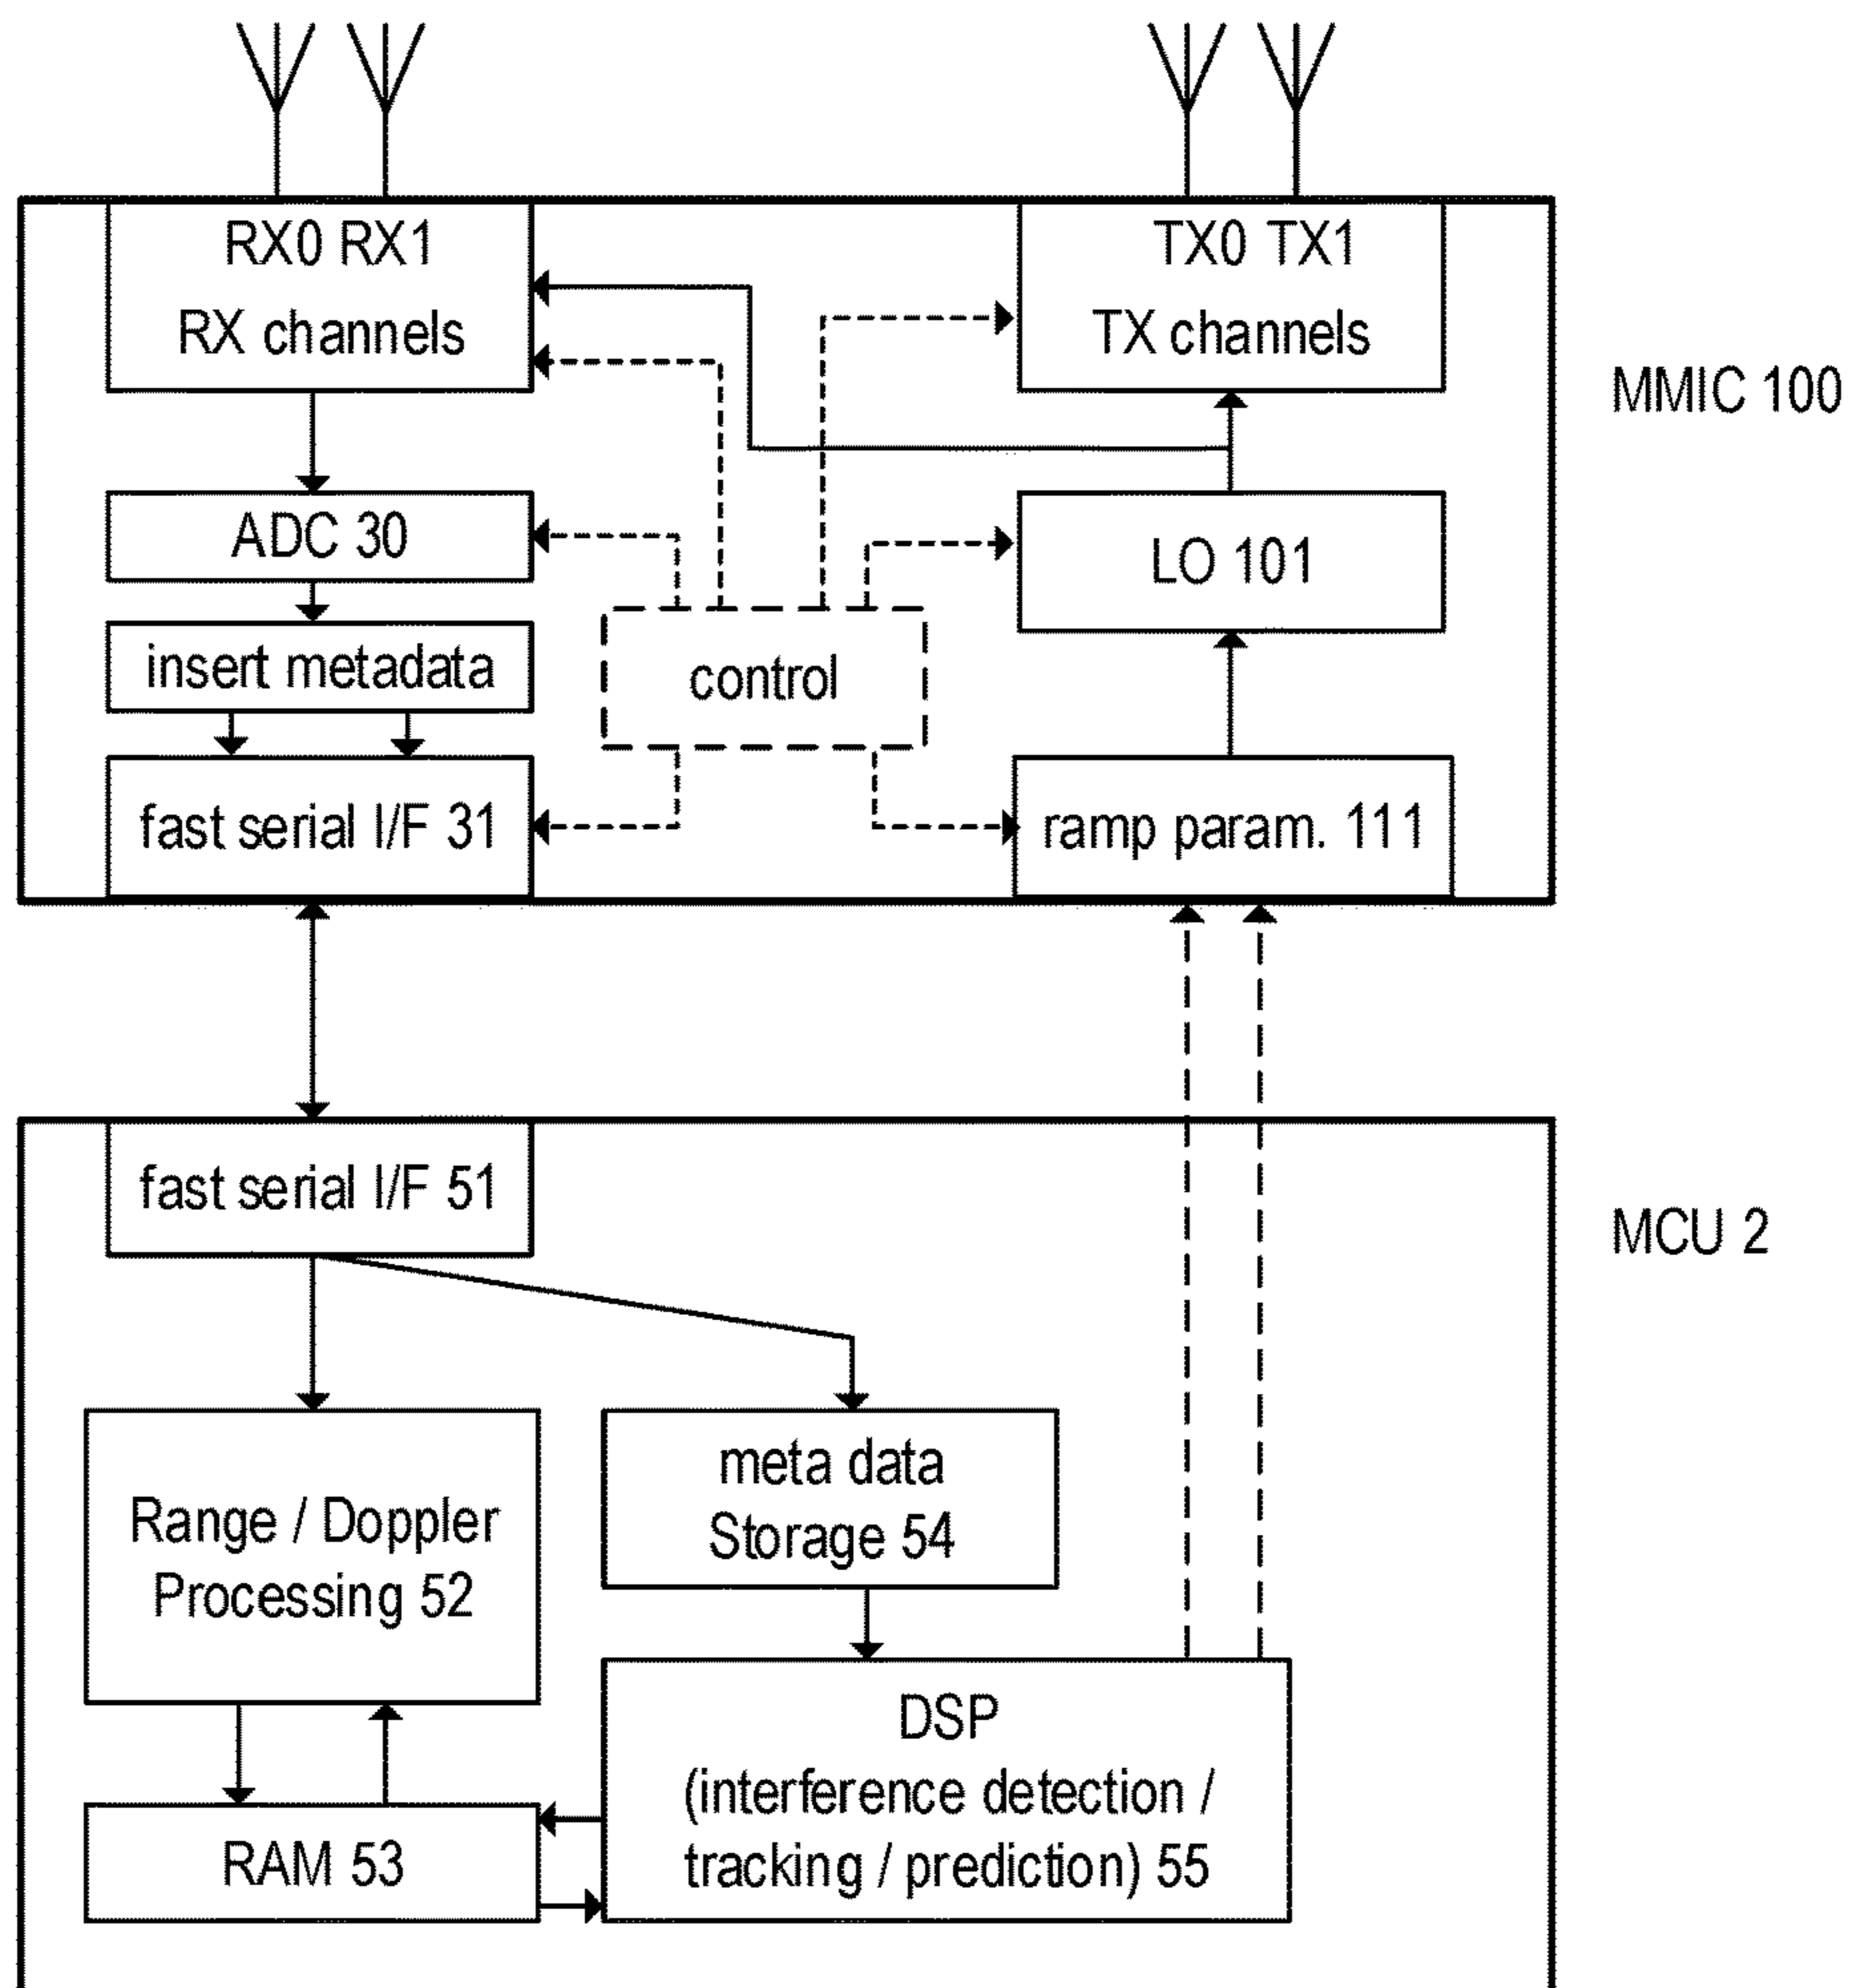 RX0 RX1
RX channels
TX0 TX1
TX channels
MMIC 100
ADC 30
LO 101
insert metadata
control
fast serial I/F 31
ramp param. 111
fast serial I/F 51
MCU 2
Range / Doppler
Processing 52
meta data
Storage 54
DSP
(interference detection /
tracking / prediction) 55
RAM 53